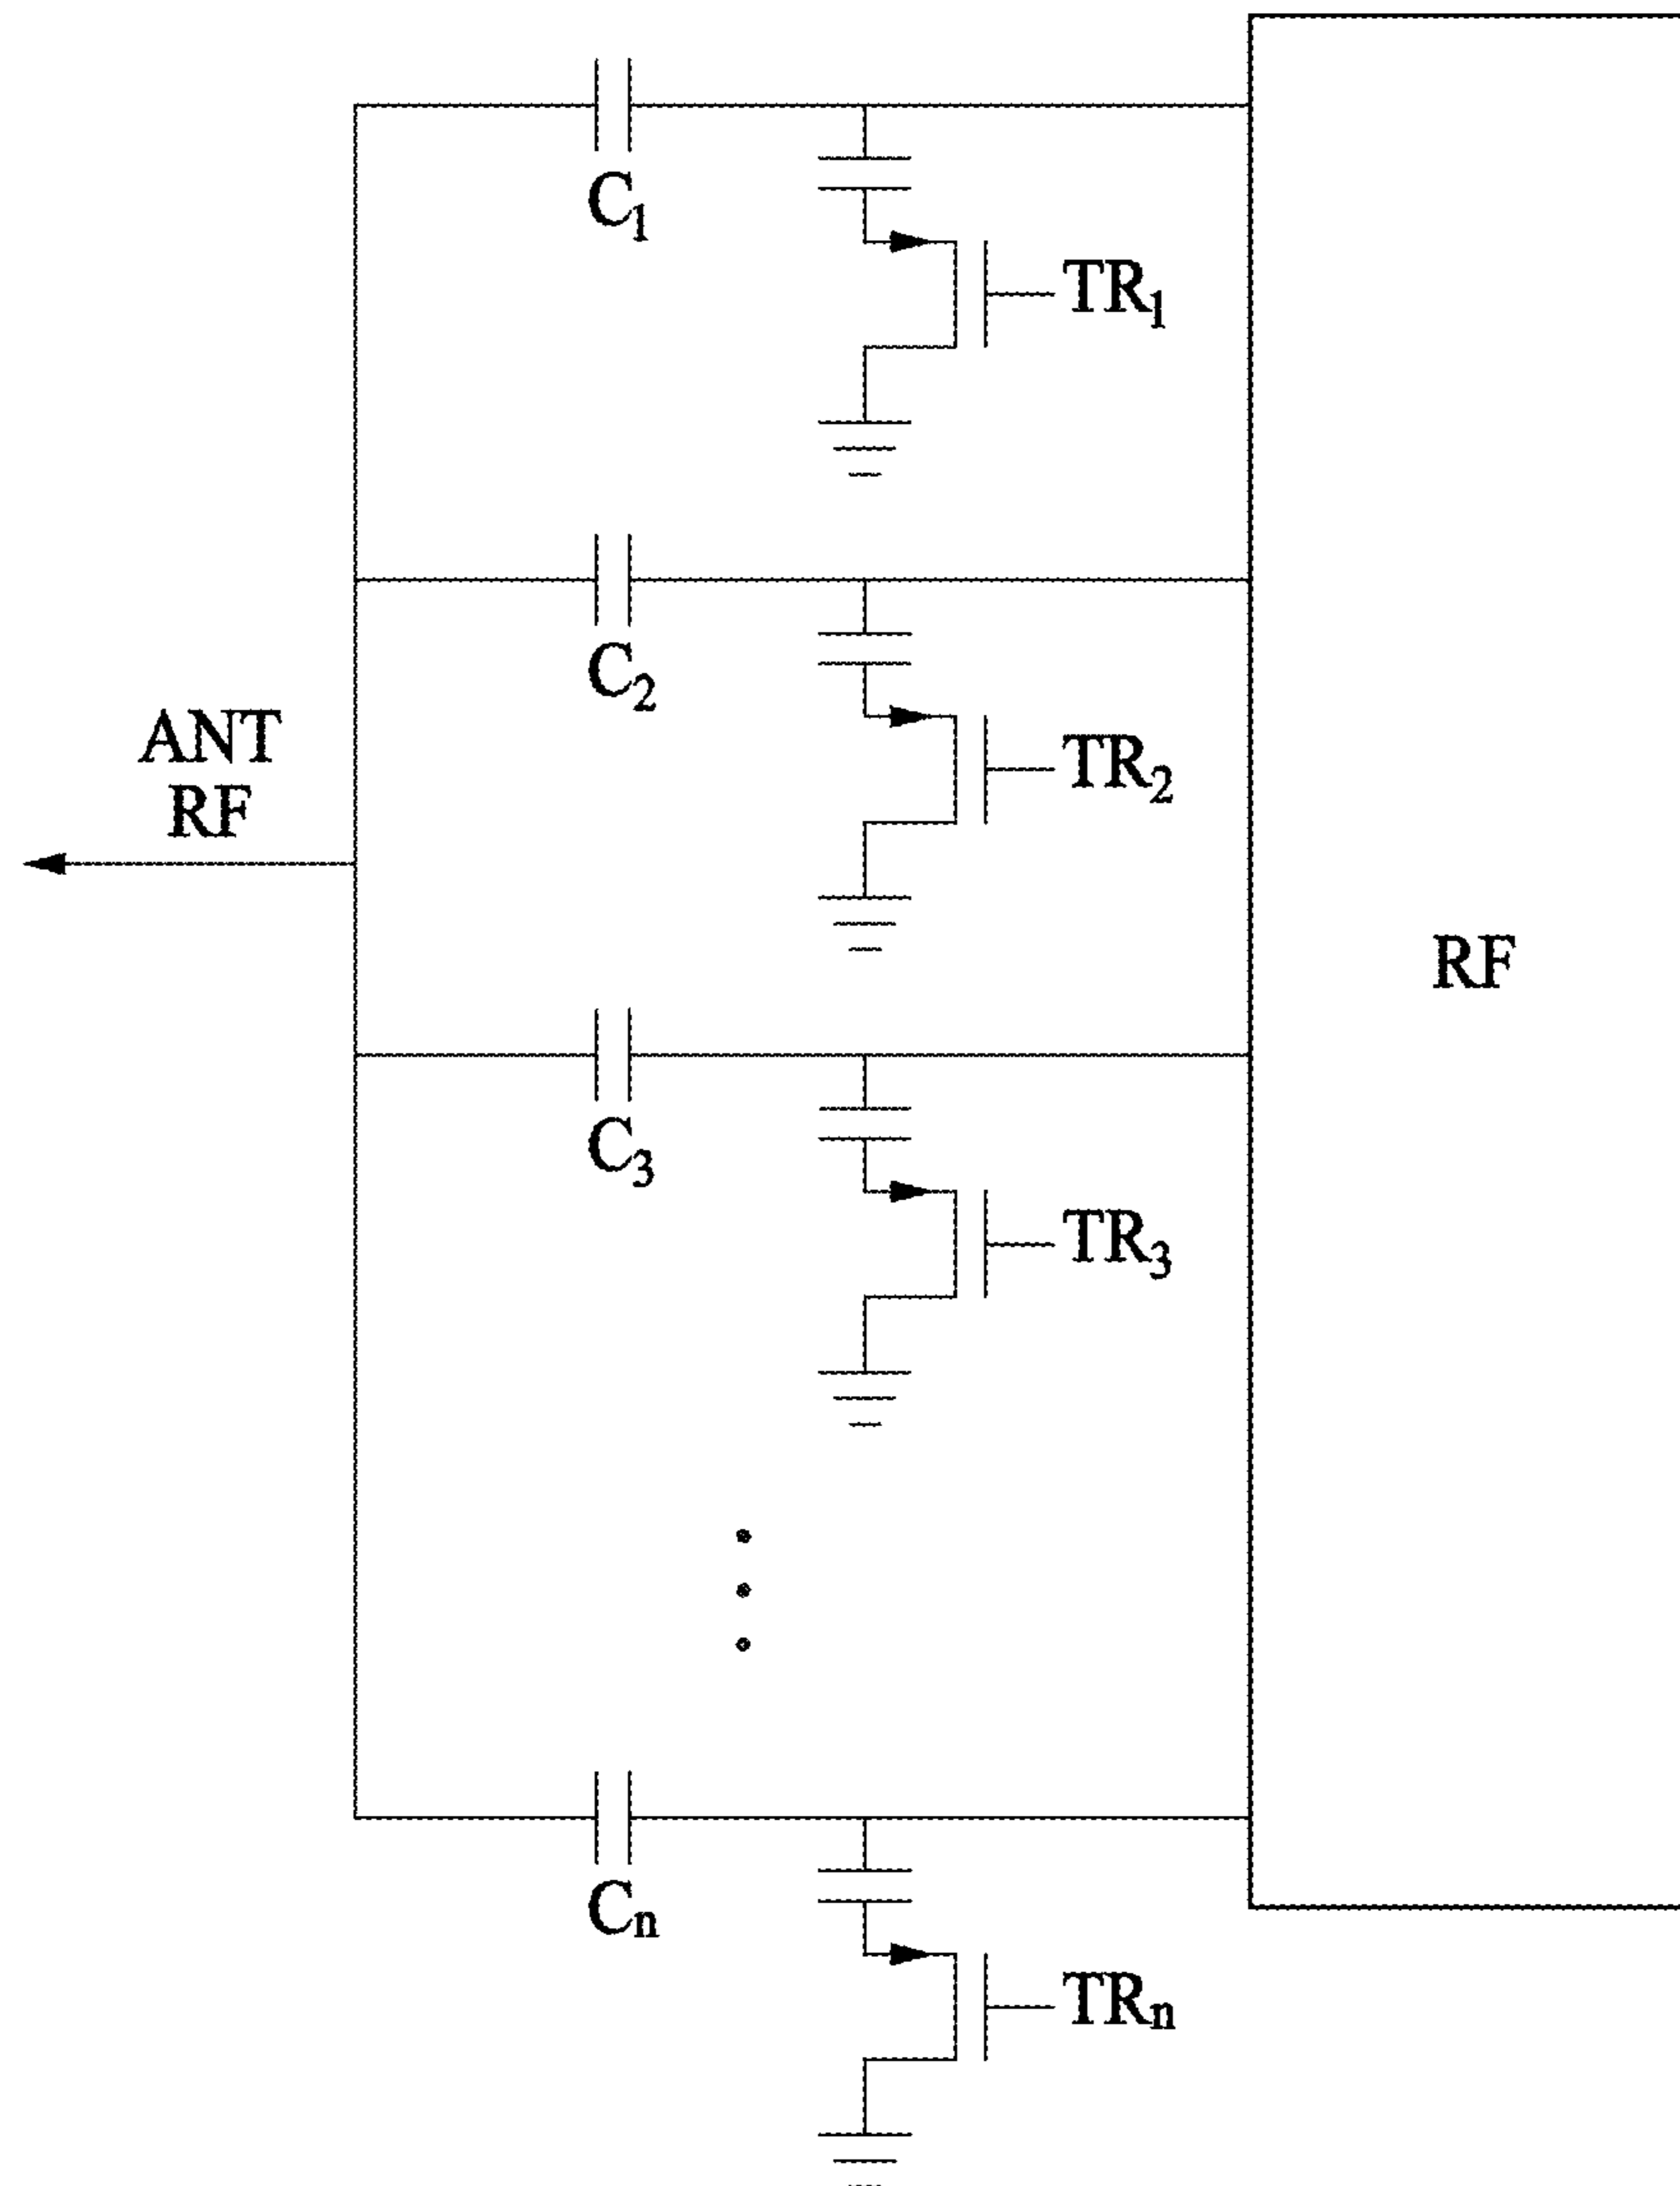 C₁
TR₁
C₂
TR₂
ANT
RF
RF
C₃
TR₃
Cn
TRn